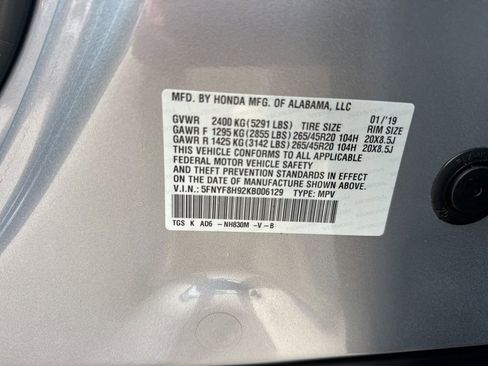 MFD. BY HONDA MFG. OF ALABAMA, LLC 01/'19
GVWR 2400 KG(5291 LBS) TIRE SIZE RIM SIZE
GAWR F 1295 KG(2855 LBS) 265/45R20 104H 20X8.5J
GAWR R 1425 KG(3142 LBS) 265/45R20 104H 20X8.5J
THIS VEHICLE CONFORMS TO ALL APPLICABLE
FEDERAL MOTOR VEHICLE SAFETY
AND THEFT PREVENTION STANDARDS IN EFFECT
ON THE DATE OF MANUFACTURE SHOWN ABOVE.
V.I.N.: 5FNYF8H92KB006129 TYPE: MPV
TGS K AD6 -NH830M -V-B